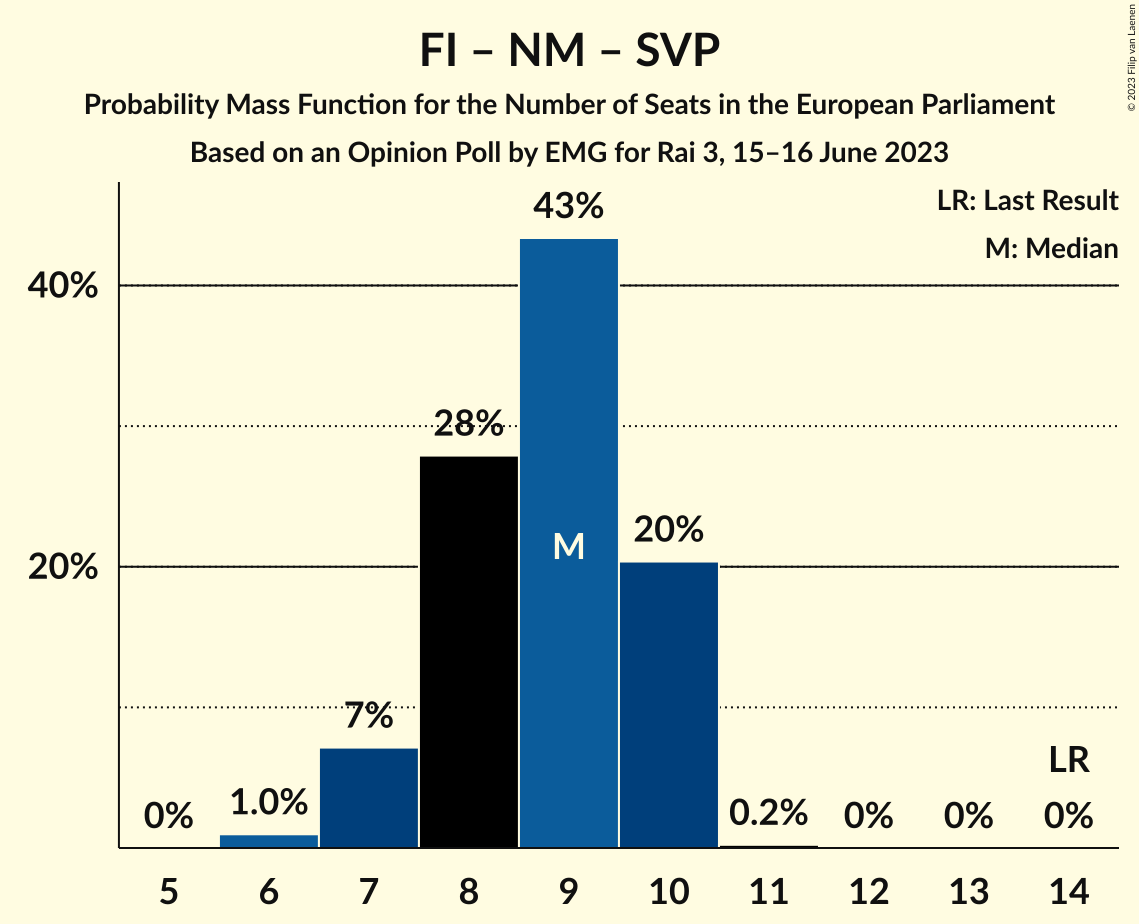 FI – NM – SVP
Probability Mass Function for the Number of Seats in the European Parliament
Based on an Opinion Poll by EMG for Rai 3, 15–16 June 2023
© 2023 Filip van Laenen
LR: Last Result
M: Median
40%
20%
0%
1.0%
7%
28%
43%
M
20%
0.2%
0%
0%
LR
0%
5 6 7 8 9 10 11 12 13 14